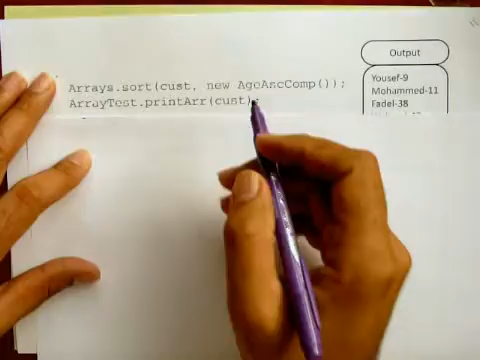 Output
Arrays.sort(cust, new AgeAscComp());
ArrayTest.printArr(cust);
Yousef-9
Mohammed-11
Fadel-38